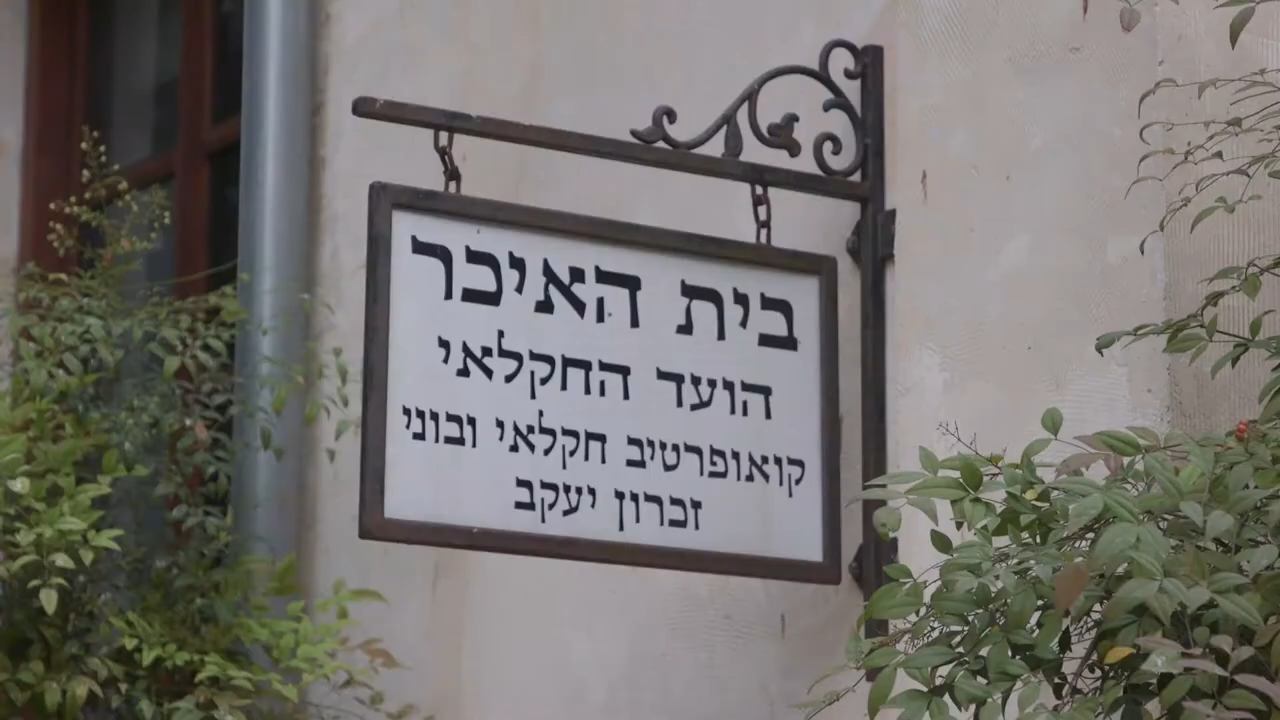 בית האיכר
הועד החקלאי
קואופרטיב חקלאי ובוני
זכרון יעקב